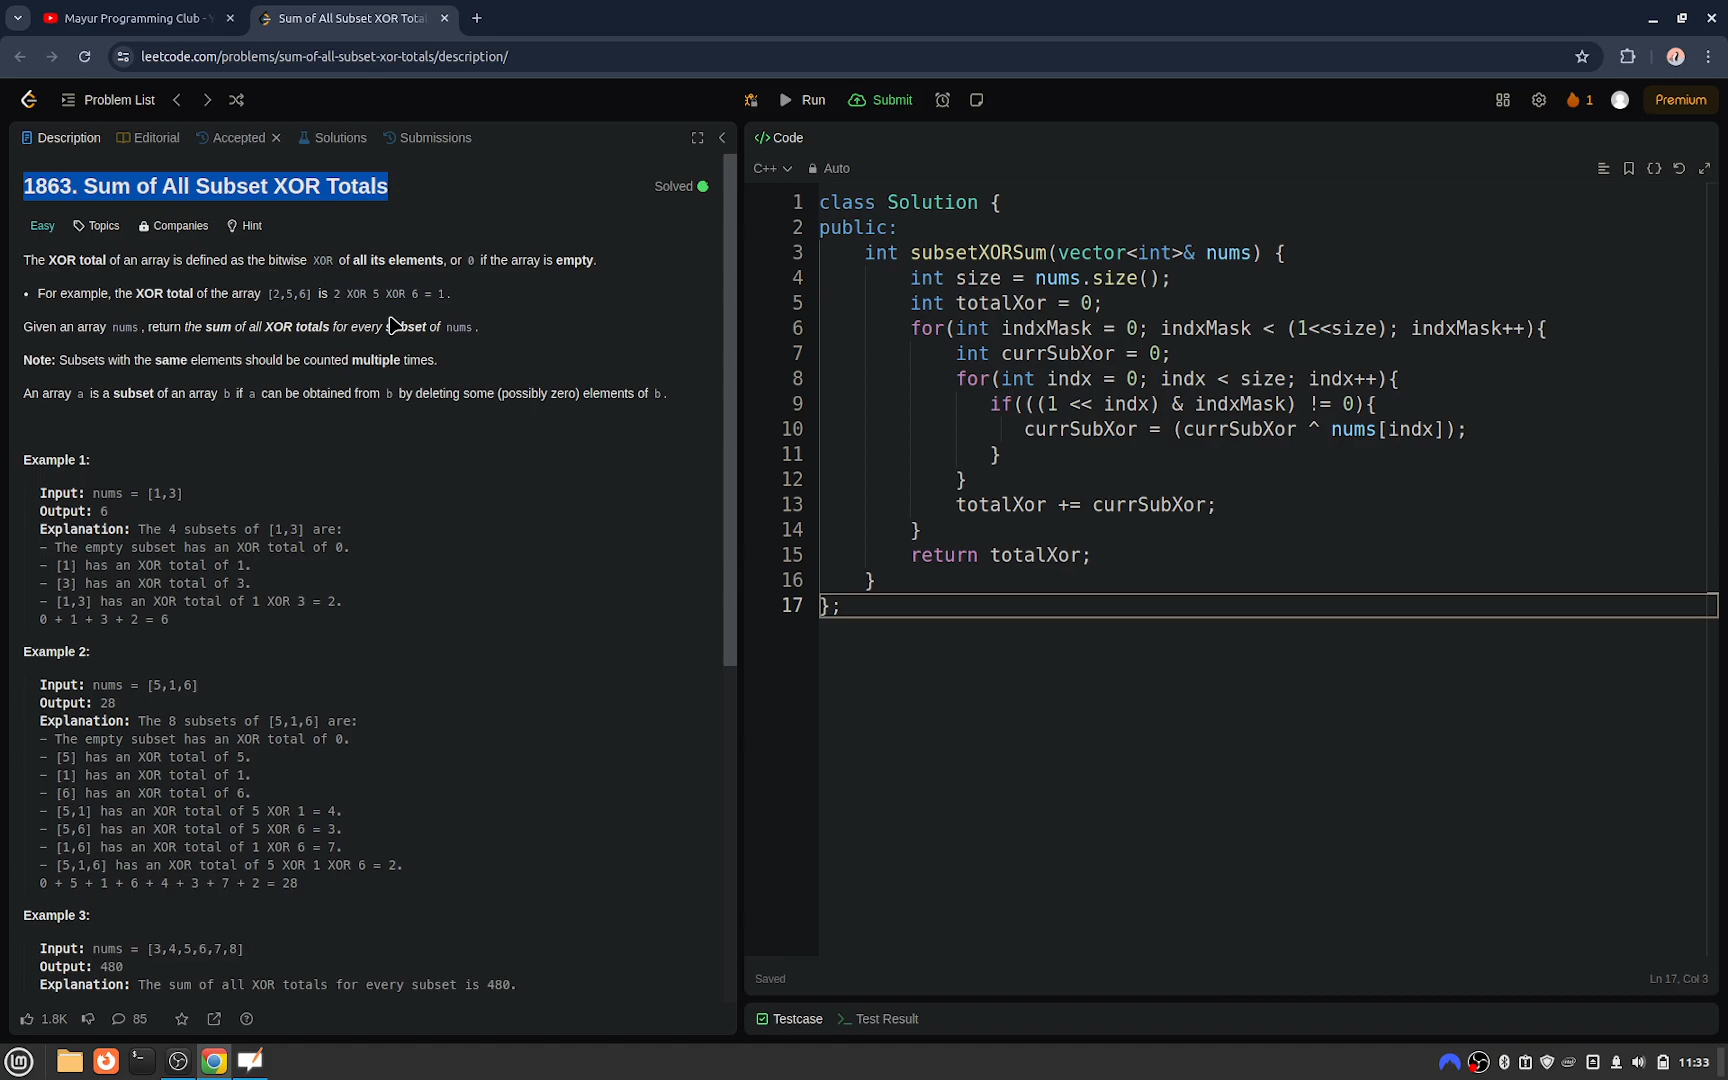 Mayur Programming Club -
Sum of All Subset XOR Total
leetcode.com/problems/sum-of-all-subset-xor-totals/description/
Problem List
Run
Submit
1
Premium
Description
Editorial
Accepted
Solutions
Submissions
</> Code
C++
Auto
1863. Sum of All Subset XOR Totals
Solved
Easy
Topics
Companies
Hint
The XOR total of an array is defined as the bitwise XOR of all its elements, or 0 if the array is empty.
• For example, the XOR total of the array [2,5,6] is 2 XOR 5 XOR 6 = 1.
Given an array nums, return the sum of all XOR totals for every subset of nums.
Note: Subsets with the same elements should be counted multiple times.
An array a is a subset of an array b if a can be obtained from b by deleting some (possibly zero) elements of b.
Example 1:
Input: nums = [1,3]
Output: 6
Explanation: The 4 subsets of [1,3] are:
- The empty subset has an XOR total of 0.
- [1] has an XOR total of 1.
- [3] has an XOR total of 3.
- [1,3] has an XOR total of 1 XOR 3 = 2.
0 + 1 + 3 + 2 = 6
Example 2:
Input: nums = [5,1,6]
Output: 28
Explanation: The 8 subsets of [5,1,6] are:
- The empty subset has an XOR total of 0.
- [5] has an XOR total of 5.
- [1] has an XOR total of 1.
- [6] has an XOR total of 6.
- [5,1] has an XOR total of 5 XOR 1 = 4.
- [5,6] has an XOR total of 5 XOR 6 = 3.
- [1,6] has an XOR total of 1 XOR 6 = 7.
- [5,1,6] has an XOR total of 5 XOR 1 XOR 6 = 2.
0 + 5 + 1 + 6 + 4 + 3 + 7 + 2 = 28
Example 3:
Input: nums = [3,4,5,6,7,8]
Output: 480
Explanation: The sum of all XOR totals for every subset is 480.
1.8K
85
1 class Solution {
2 public:
3 int subsetXORSum(vector<int>& nums) {
4 int size = nums.size();
5 int totalXor = 0;
6 for(int indxMask = 0; indxMask < (1<<size); indxMask++){
7 int currSubXor = 0;
8 for(int indx = 0; indx < size; indx++){
9 if(((1 << indx) & indxMask) != 0){
10 currSubXor = (currSubXor ^ nums[indx]);
11 }
12 }
13 totalXor += currSubXor;
14 }
15 return totalXor;
16 }
17 };
Saved
Ln 17, Col 3
Testcase
Test Result
11:33